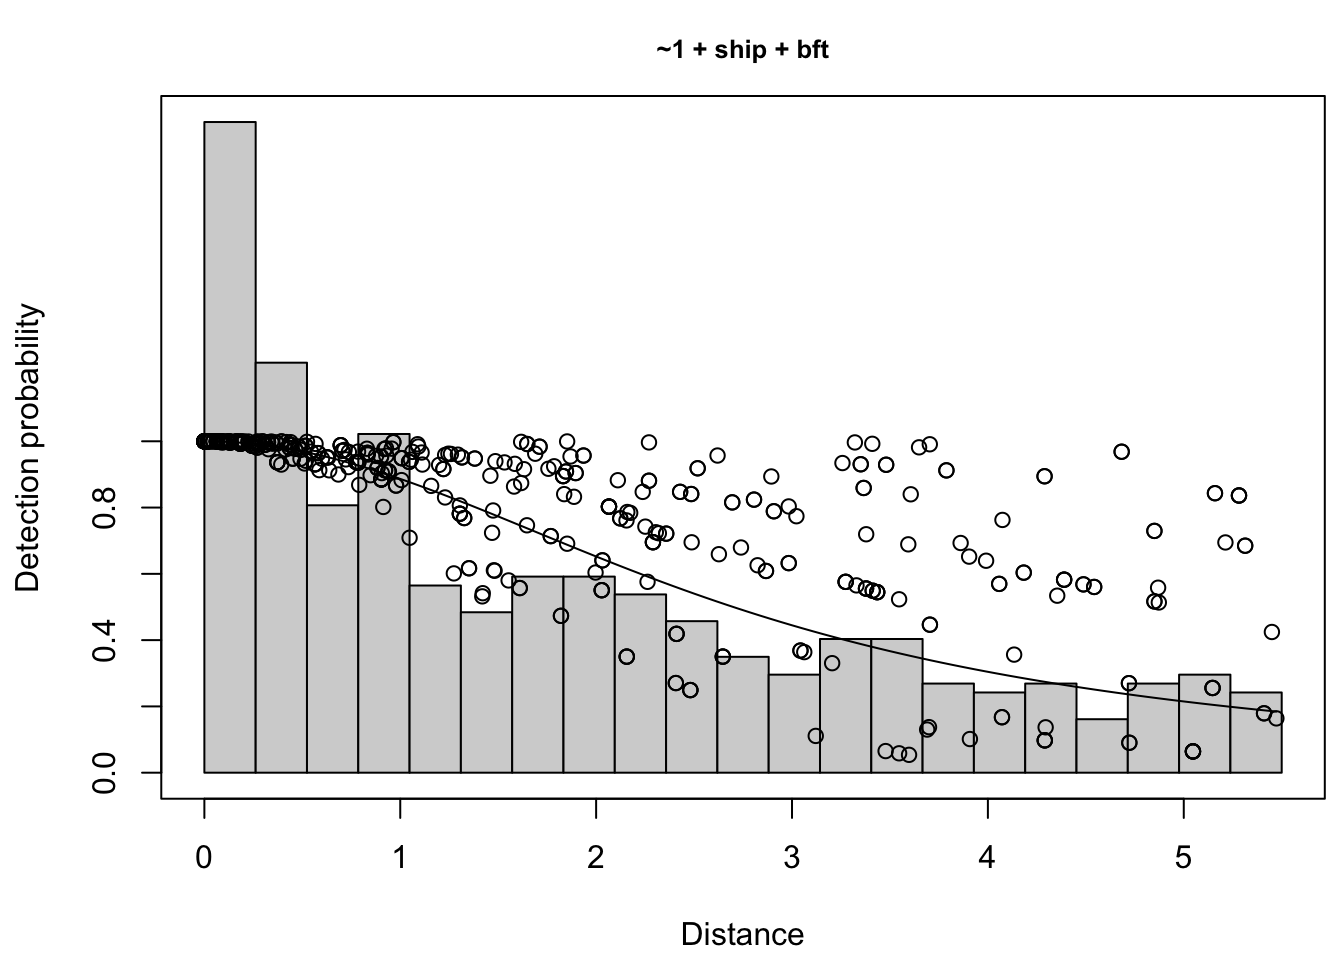 ~1 + ship + bft
Detection probability
0.8
0.4
0.0
0 1 2 3 4 5
Distance